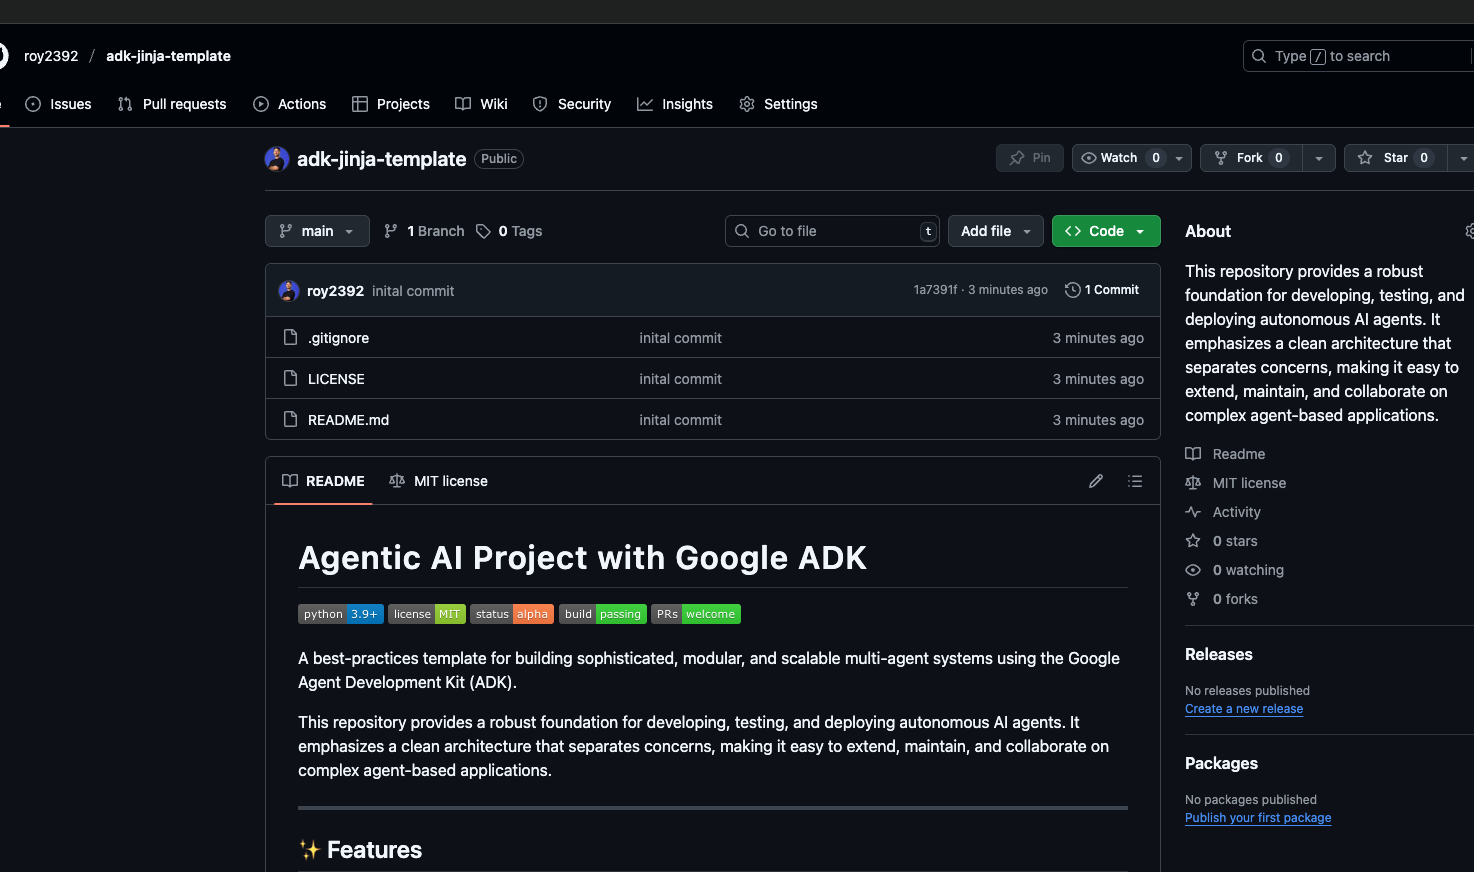 roy2392 / adk-jinja-template
Type / to search
Issues Pull requests Actions Projects Wiki Security Insights Settings
adk-jinja-template Public
Pin Watch 0 Fork 0 Star 0
main 1 Branch 0 Tags
Go to file t Add file Code
roy2392 inital commit 1a7391f · 3 minutes ago 1 Commit
.gitignore inital commit 3 minutes ago
LICENSE inital commit 3 minutes ago
README.md inital commit 3 minutes ago
README MIT license
Agentic AI Project with Google ADK
python 3.9+ license MIT status alpha build passing PRs welcome
A best-practices template for building sophisticated, modular, and scalable multi-agent systems using the Google
Agent Development Kit (ADK).
This repository provides a robust foundation for developing, testing, and deploying autonomous AI agents. It
emphasizes a clean architecture that separates concerns, making it easy to extend, maintain, and collaborate on
complex agent-based applications.
✨ Features
About
This repository provides a robust
foundation for developing, testing, and
deploying autonomous AI agents. It
emphasizes a clean architecture that
separates concerns, making it easy to
extend, maintain, and collaborate on
complex agent-based applications.
Readme
MIT license
Activity
0 stars
0 watching
0 forks
Releases
No releases published
Create a new release
Packages
No packages published
Publish your first package